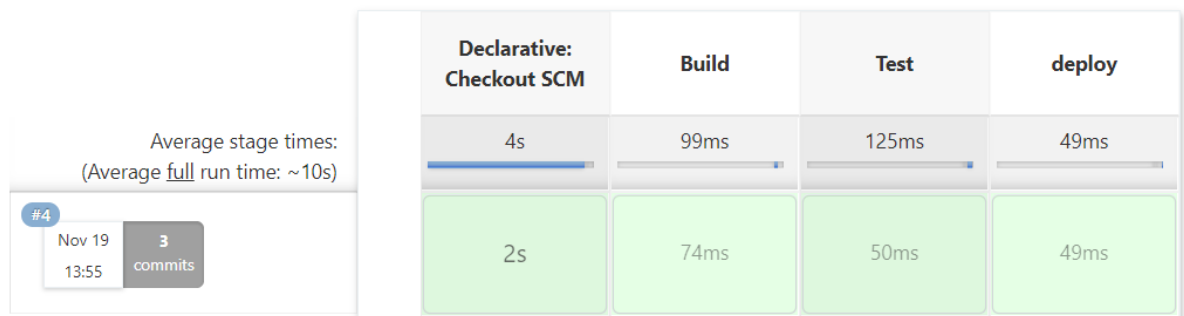 Declarative:
Checkout SCM
Build
Test
deploy
Average stage times:
(Average full run time: ~10s)
4s
99ms
125ms
49ms
#4
Nov 19
13:55
3
commits
2s
74ms
50ms
49ms